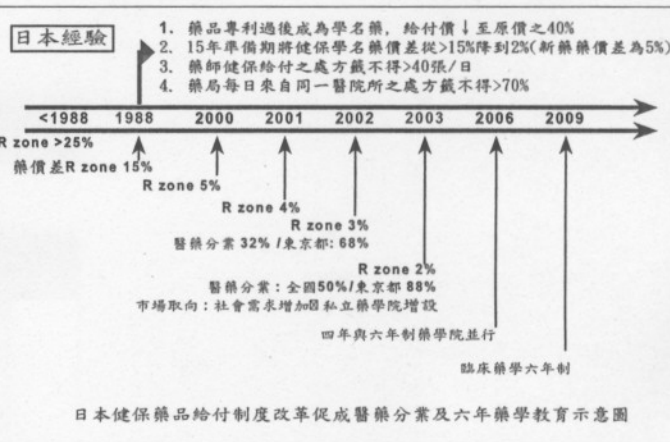 日本經驗
1. 藥品專利過後成為學名藥，給付價↓至原價之40%
2. 15年準備期將健保學名藥價差從>15%降到2%(新藥藥價差為5%)
3. 藥師健保給付之處方籤不得>40張/日
4. 藥局每日來自同一醫院所之處方籤不得>70%
<1988 1988 2000 2001 2002 2003 2006 2009
R zone >25%
藥價差R zone 15%
R zone 5%
R zone 4%
R zone 3%
醫藥分業 32% /東京都: 68%
R zone 2%
醫藥分業：全國50%/東京都 88%
市場取向：社會需求增加⊠私立藥學院增設
四年與六年制藥學院並行
臨床藥學六年制
日本健保藥品給付制度改革促成醫藥分業及六年藥學教育示意圖